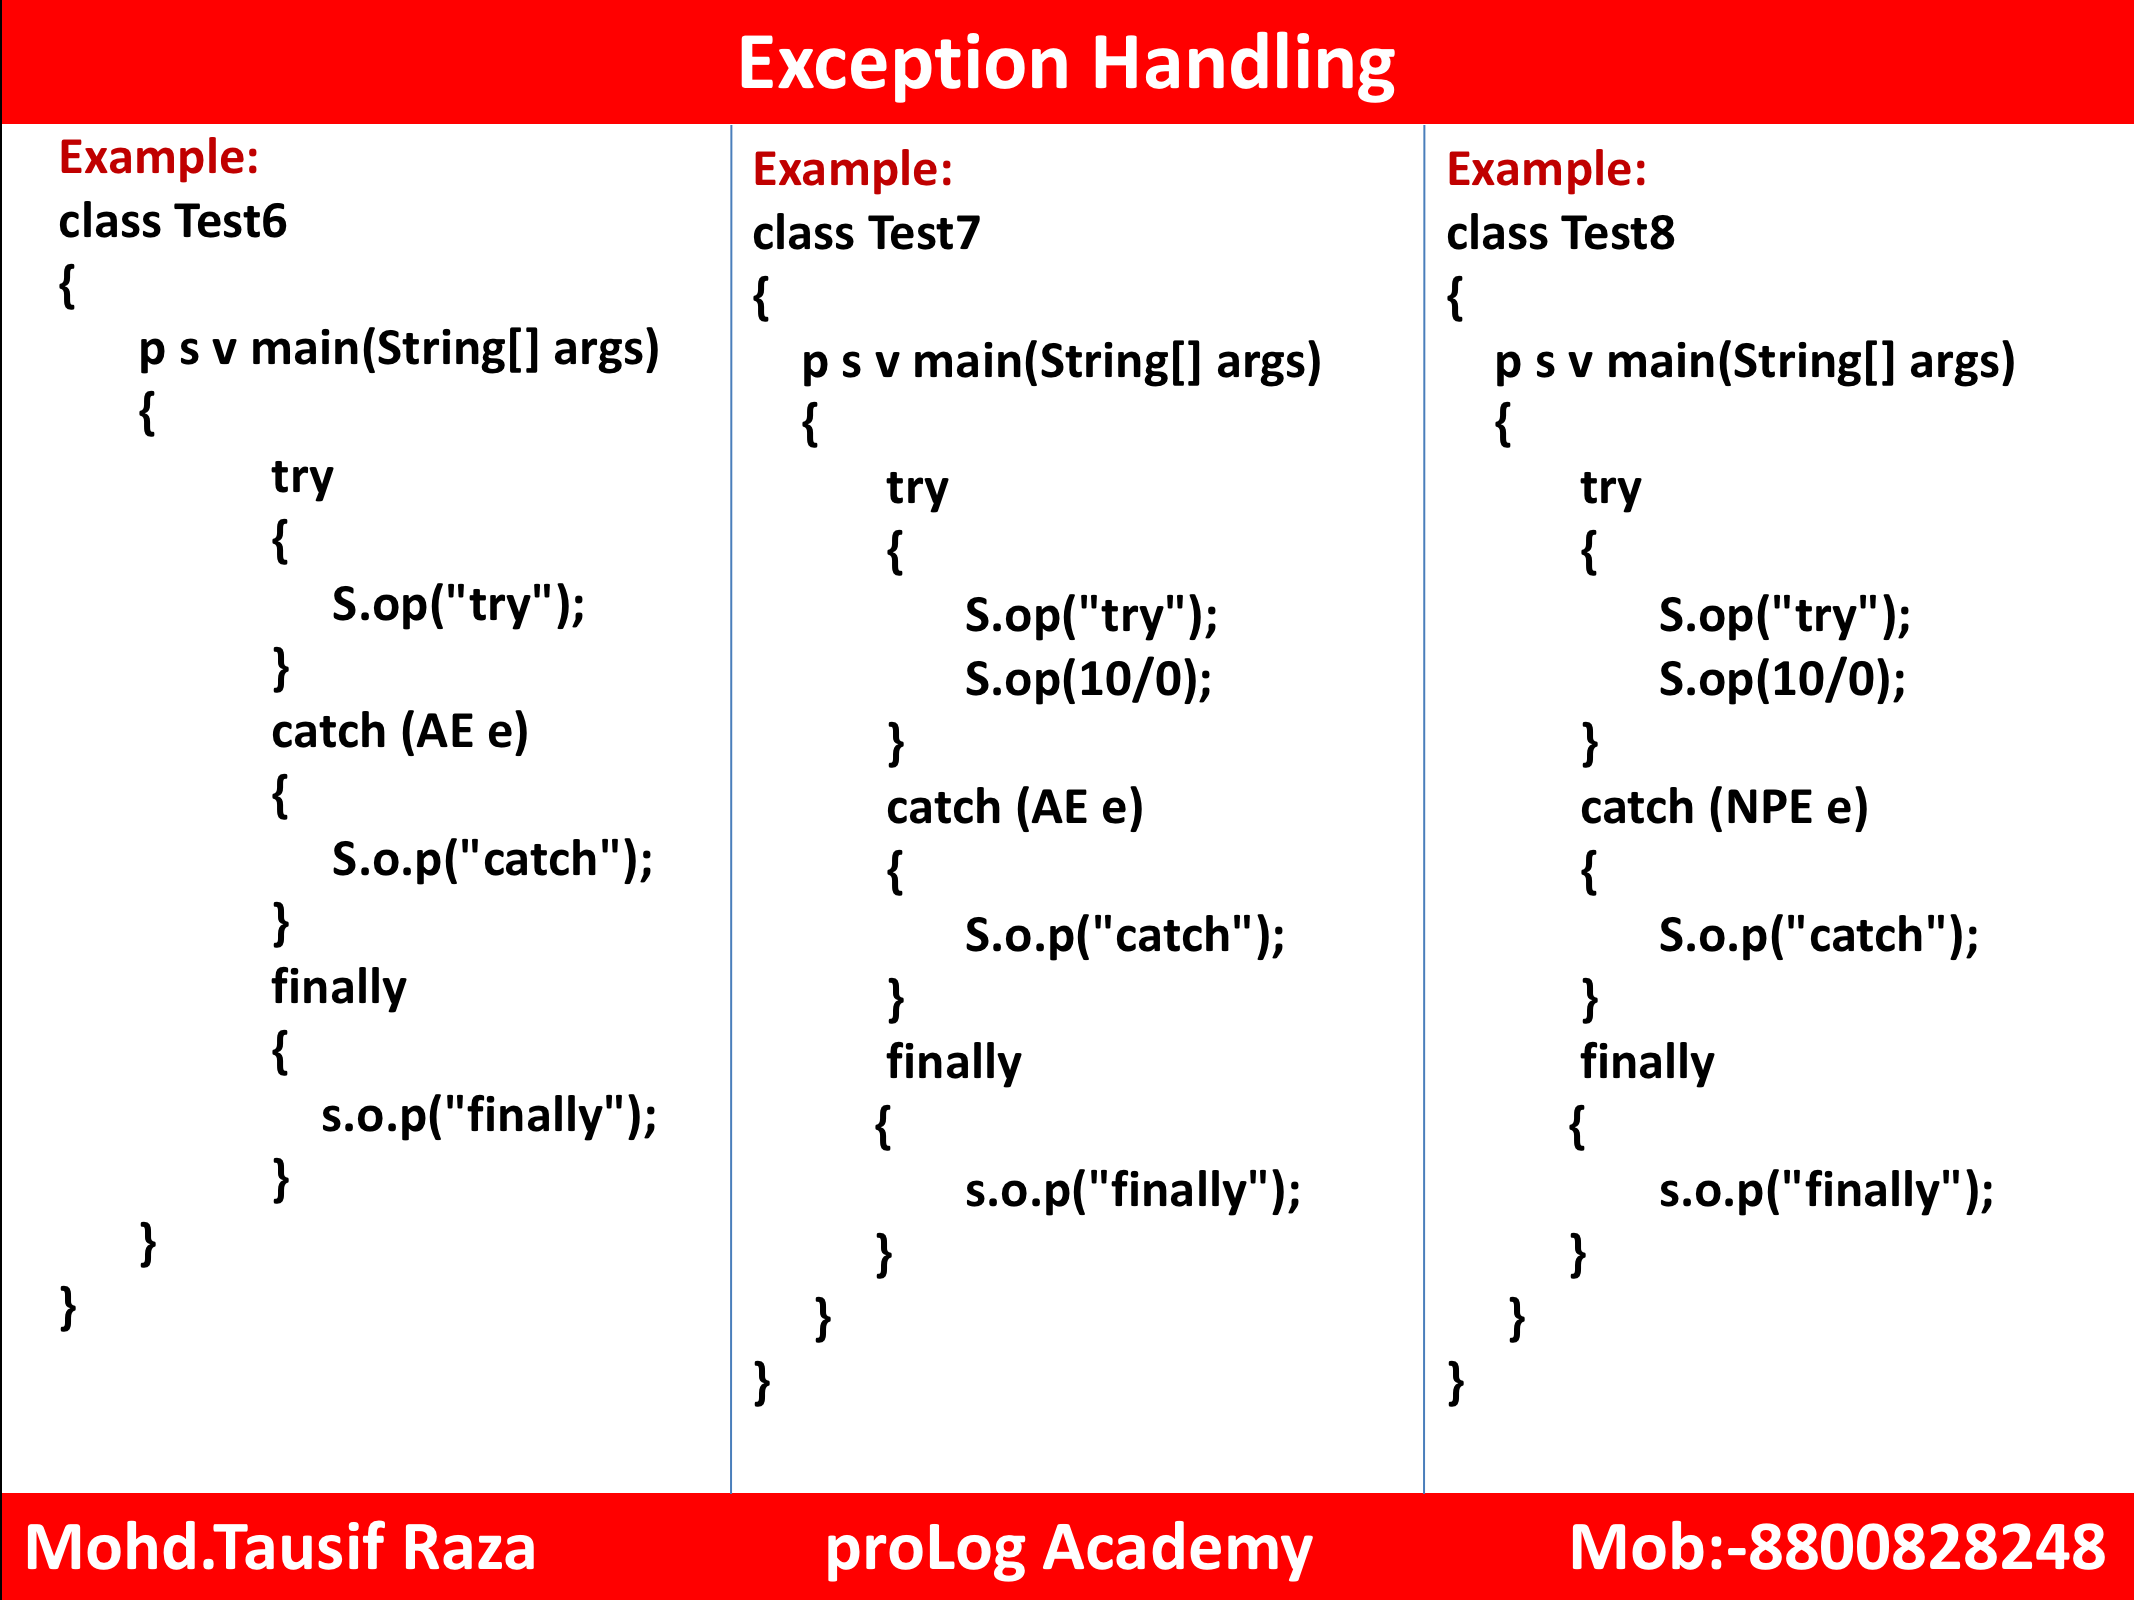 Exception Handling
Example:
class Test6
{
p s v main(String[] args)
{
try
{
S.op("try");
}
catch (AE e)
{
S.o.p("catch");
}
finally
{
s.o.p("finally");
}
}
}
Example:
class Test7
{
p s v main(String[] args)
{
try
{
S.op("try");
S.op(10/0);
}
catch (AE e)
{
S.o.p("catch");
}
finally
{
s.o.p("finally");
}
}
}
Example:
class Test8
{
p s v main(String[] args)
{
try
{
S.op("try");
S.op(10/0);
}
catch (NPE e)
{
S.o.p("catch");
}
finally
{
s.o.p("finally");
}
}
}
Mohd.Tausif Raza proLog Academy Mob:-8800828248